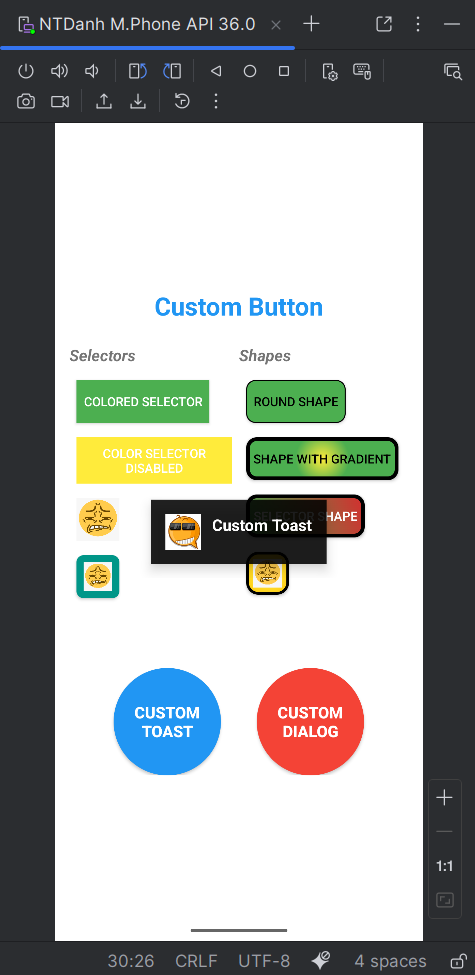 NTDanh M.Phone API 36.0
Custom Button
Selectors
Shapes
COLORED SELECTOR
ROUND SHAPE
COLOR SELECTOR
DISABLED
SHAPE WITH GRADIENT
SELECTOR SHAPE
Custom Toast
CUSTOM
TOAST
CUSTOM
DIALOG
1:1
30:26 CRLF UTF-8 4 spaces